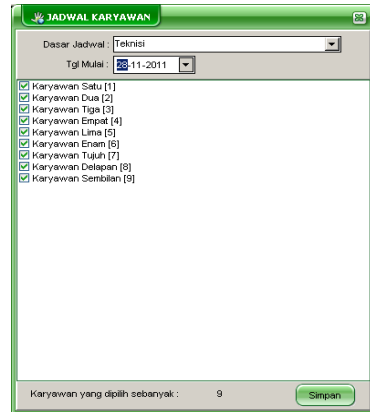 JADWAL KARYAWAN
Dasar Jadwal : Teknisi
Tgl Mulai : 28-11-2011
Karyawan Satu [1]
Karyawan Dua [2]
Karyawan Tiga [3]
Karyawan Empat [4]
Karyawan Lima [5]
Karyawan Enam [6]
Karyawan Tujuh [7]
Karyawan Delapan [8]
Karyawan Sembilan [9]
Karyawan yang dipilih sebanyak : 9 Simpan